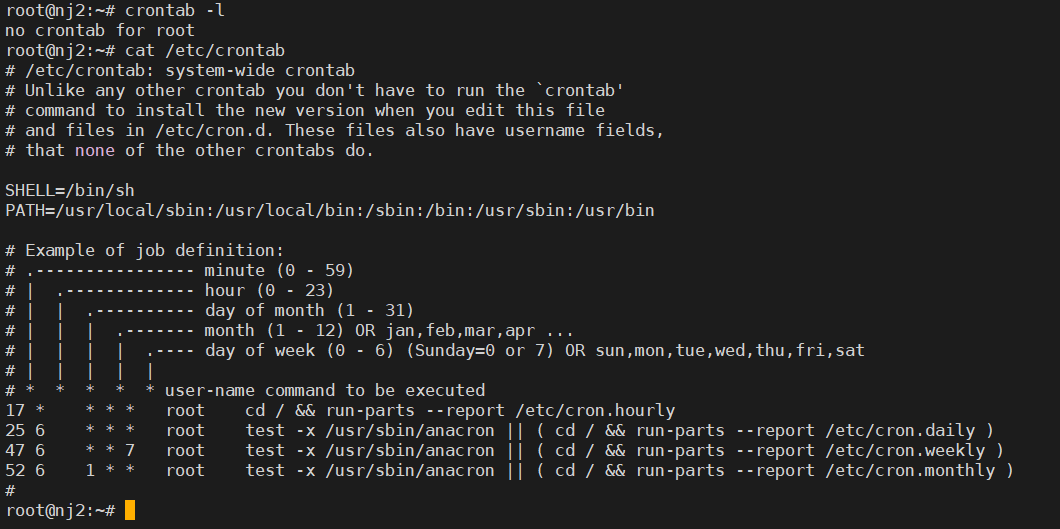 root@nj2:~# crontab -l
no crontab for root
root@nj2:~# cat /etc/crontab
# /etc/crontab: system-wide crontab
# Unlike any other crontab you don't have to run the `crontab'
# command to install the new version when you edit this file
# and files in /etc/cron.d. These files also have username fields,
# that none of the other crontabs do.

SHELL=/bin/sh
PATH=/usr/local/sbin:/usr/local/bin:/sbin:/bin:/usr/sbin:/usr/bin

# Example of job definition:
# .---------------- minute (0 - 59)
# |  .------------- hour (0 - 23)
# |  |  .---------- day of month (1 - 31)
# |  |  |  .------- month (1 - 12) OR jan,feb,mar,apr ...
# |  |  |  |  .---- day of week (0 - 6) (Sunday=0 or 7) OR sun,mon,tue,wed,thu,fri,sat
# |  |  |  |  |
# *  *  *  *  * user-name command to be executed
17 *    * * *   root    cd / && run-parts --report /etc/cron.hourly
25 6    * * *   root    test -x /usr/sbin/anacron || ( cd / && run-parts --report /etc/cron.daily )
47 6    * * 7   root    test -x /usr/sbin/anacron || ( cd / && run-parts --report /etc/cron.weekly )
52 6    1 * *   root    test -x /usr/sbin/anacron || ( cd / && run-parts --report /etc/cron.monthly )
#
root@nj2:~#